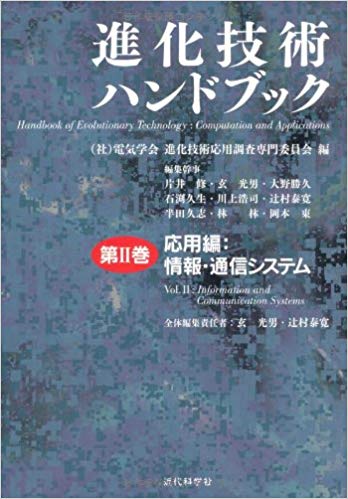 進化技術
ハンドブック
Handbook of Evolutionary Technology : Computation and Applications
(社)電気学会 進化技術応用調査専門委員会 編
編集幹事
片井 修・玄 光男・大野勝久
石渕久生・川上浩司・辻村泰寛
半田久志・林 林・岡本 東
第II巻
応用編:
情報・通信システム
Vol. II : Information and
Communication Systems
全体編集責任者:玄 光男・辻村泰寛
近代科学社